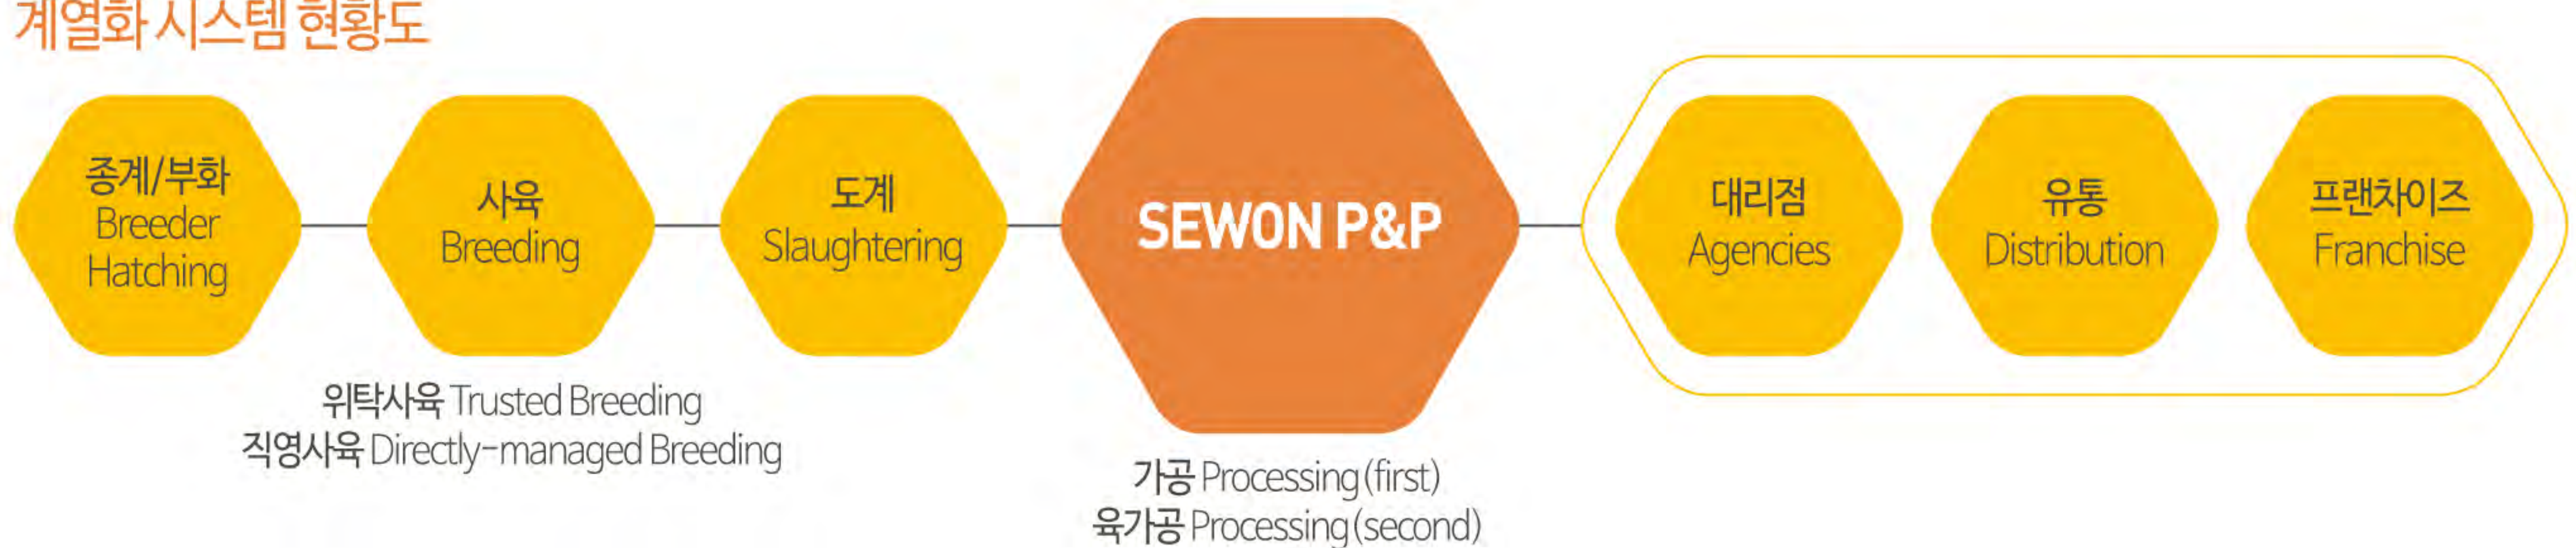 계열화 시스템 현황도
종계/부화
Breeder
Hatching
사육
Breeding
위탁사육 Trusted Breeding
직영사육 Directly-managed Breeding
도계
Slaughtering
SEWON P&P
가공 Processing (first)
육가공 Processing (second)
대리점
Agencies
유통
Distribution
프랜차이즈
Franchise